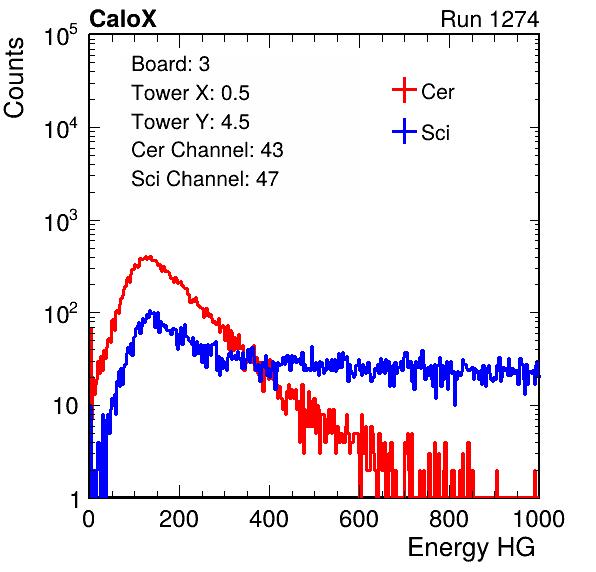 CaloX Run 1274
Counts
10^5
10^4
10^3
10^2
10
1
Board: 3
Tower X: 0.5
Tower Y: 4.5
Cer Channel: 43
Sci Channel: 47
Cer
Sci
0 200 400 600 800 1000
Energy HG